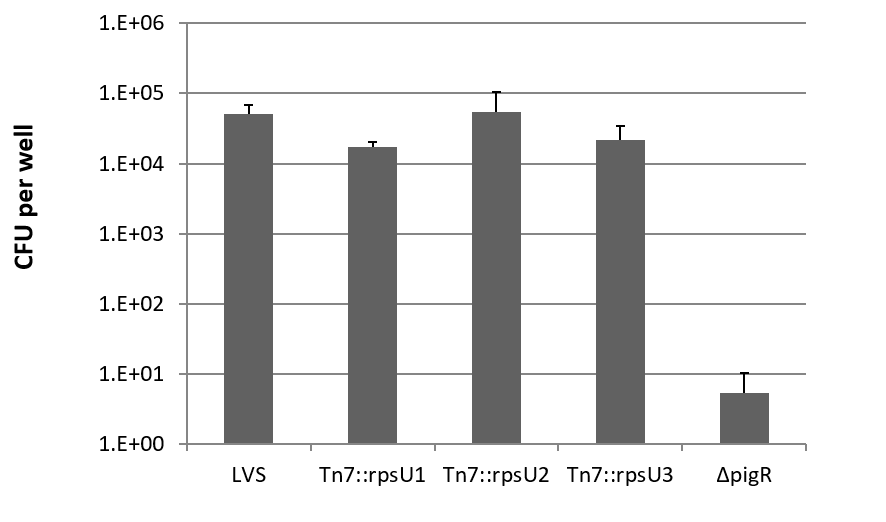 1.E+06
1.E+05
1.E+04
1.E+03
1.E+02
1.E+01
1.E+00
CFU per well
LVS Tn7::rpsU1 Tn7::rpsU2 Tn7::rpsU3 ΔpigR